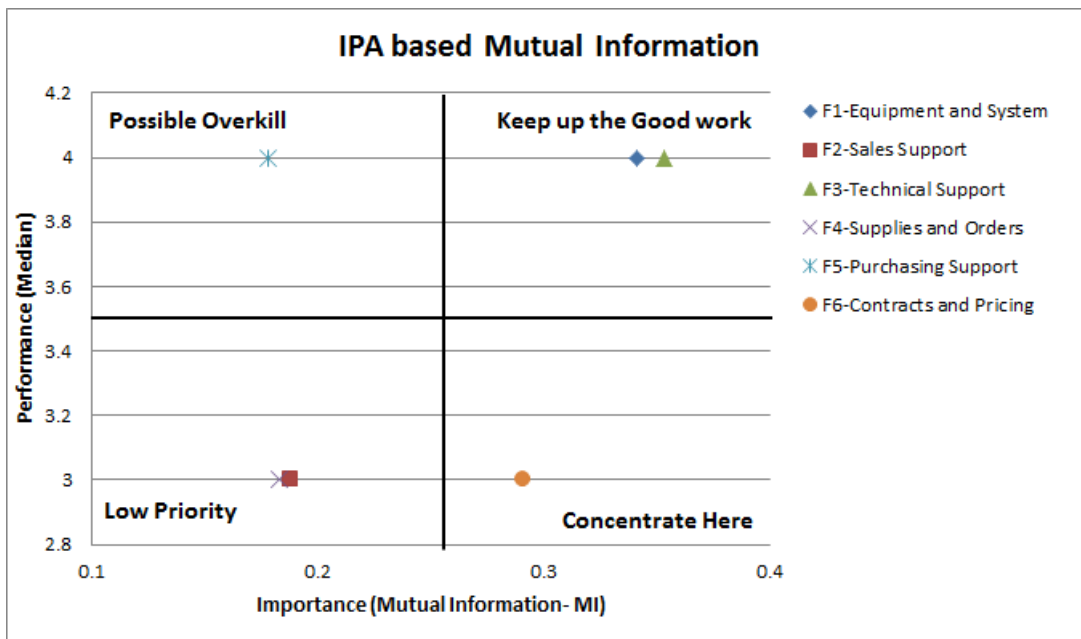 IPA based Mutual Information
4.2
4
3.8
3.6
3.4
3.2
3
2.8
Performance (Median)
Possible Overkill
Keep up the Good work
Low Priority
Concentrate Here
0.1
0.2
0.3
0.4
Importance (Mutual Information- MI)
F1-Equipment and System
F2-Sales Support
F3-Technical Support
F4-Supplies and Orders
F5-Purchasing Support
F6-Contracts and Pricing